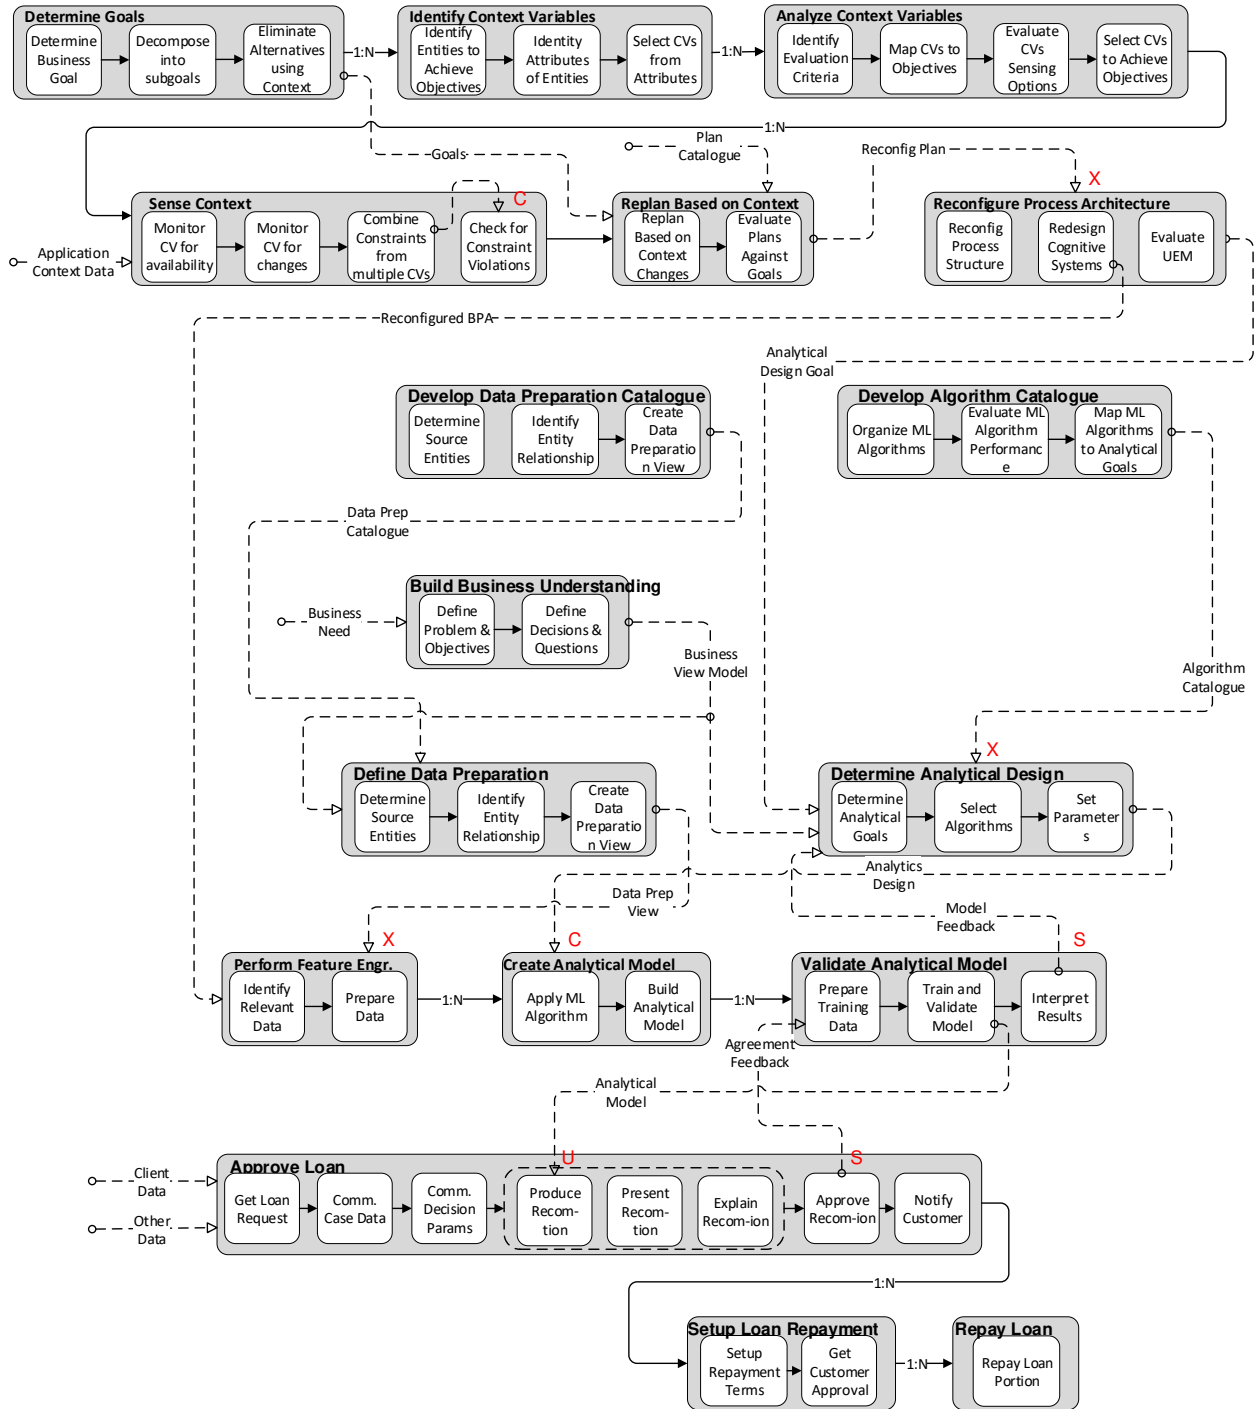 Determine Goals
Determine
Business
Goal
Decompose
into
subgoals
Eliminate
Alternatives
using
Context
1:N
Identify Context Variables
Identify
Entities to
Achieve
Objectives
Identity
Attributes
of Entities
Select CVs
from
Attributes
1:N
Analyze Context Variables
Identify
Evaluation
Criteria
Map CVs to
Objectives
Evaluate
CVs
Sensing
Options
Select CVs
to Achieve
Objectives
1:N
Goals
Plan
Catalogue
Reconfig Plan
X
Application
Context Data
Sense Context
C
Monitor
CV for
availability
Monitor
CV for
changes
Combine
Constraints
from
multiple CVs
Check for
Constraint
Violations
Replan Based on Context
Replan
Based on
Context
Changes
Evaluate
Plans
Against
Goals
Reconfigure Process Architecture
Reconfig
Process
Structure
Redesign
Cognitive
Systems
Evaluate
UEM
Reconfigured BPA
Analytical
Design Goal
Develop Data Preparation Catalogue
Determine
Source
Entities
Identify
Entity
Relationship
Create
Data
Preparatio
n View
Develop Algorithm Catalogue
Organize ML
Algorithms
Evaluate ML
Algorithm
Performanc
e
Map ML
Algorithms
to Analytical
Goals
Data Prep
Catalogue
Business
Need
Build Business Understanding
Define
Problem &
Objectives
Define
Decisions &
Questions
Business
View Model
Algorithm
Catalogue
X
Define Data Preparation
Determine
Source
Entities
Identify
Entity
Relationship
Create
Data
Preparatio
n View
Determine Analytical Design
Determine
Analytical
Goals
Select
Algorithms
Set
Parameter
s
Analytics
Design
Data Prep
View
Model
Feedback
X
C
S
Perform Feature Engr.
Identify
Relevant
Data
Prepare
Data
1:N
Create Analytical Model
Apply ML
Algorithm
Build
Analytical
Model
1:N
Validate Analytical Model
Prepare
Training
Data
Train and
Validate
Model
Interpret
Results
Agreement
Feedback
Analytical
Model
Client
Data
Other
Data
Approve Loan
U
S
Get Loan
Request
Comm.
Case Data
Comm.
Decision
Params
Produce
Recom-
tion
Present
Recom-
tion
Explain
Recom-ion
Approve
Recom-ion
Notify
Customer
1:N
Setup Loan Repayment
Setup
Repayment
Terms
Get
Customer
Approval
1:N
Repay Loan
Repay Loan
Portion